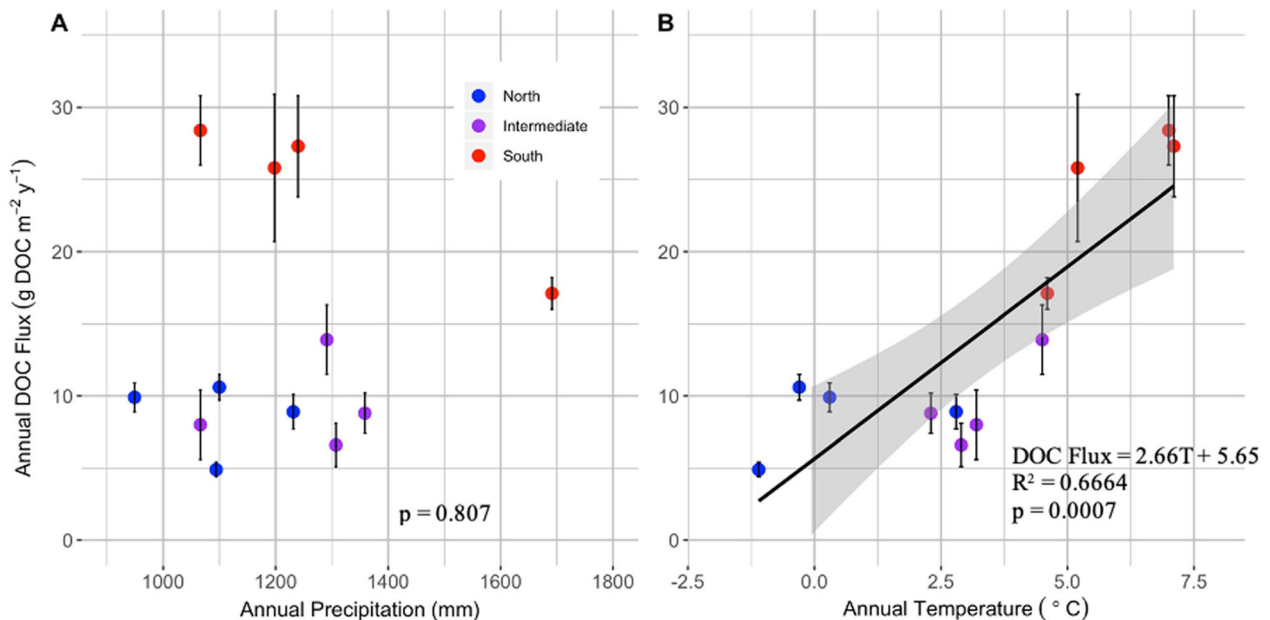 A
B
Annual DOC Flux (g DOC m⁻² y⁻¹)
30
20
10
0
North
Intermediate
South
p = 0.807
1000
1200
1400
1600
1800
Annual Precipitation (mm)
30
20
10
0
DOC Flux = 2.66T + 5.65
R² = 0.6664
p = 0.0007
-2.5
0.0
2.5
5.0
7.5
Annual Temperature ( ° C)